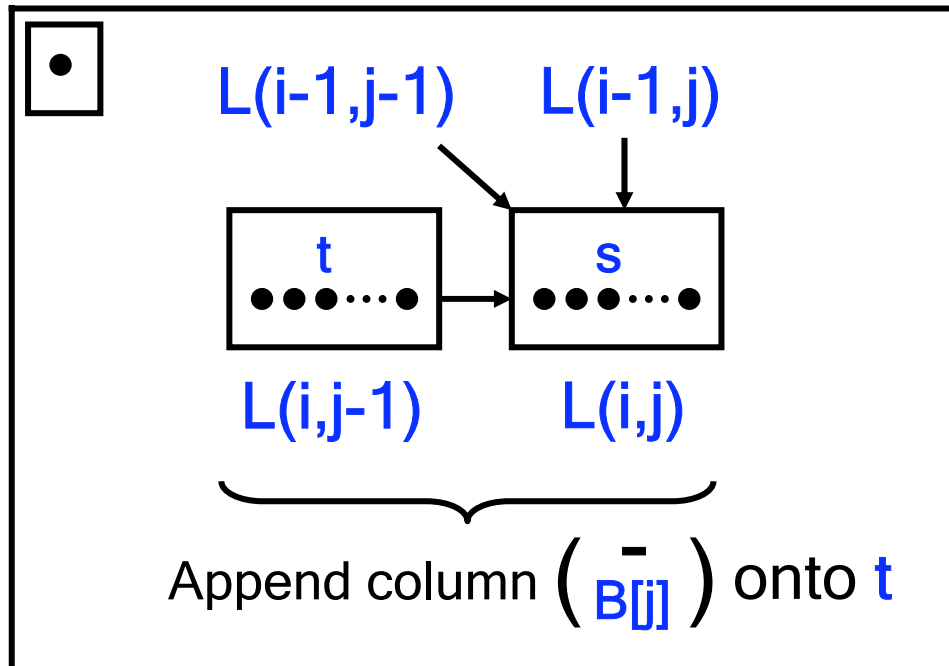 L(i-1,j-1) L(i-1,j)
t s
L(i,j-1) L(i,j)
Append column ( - B[j] ) onto t